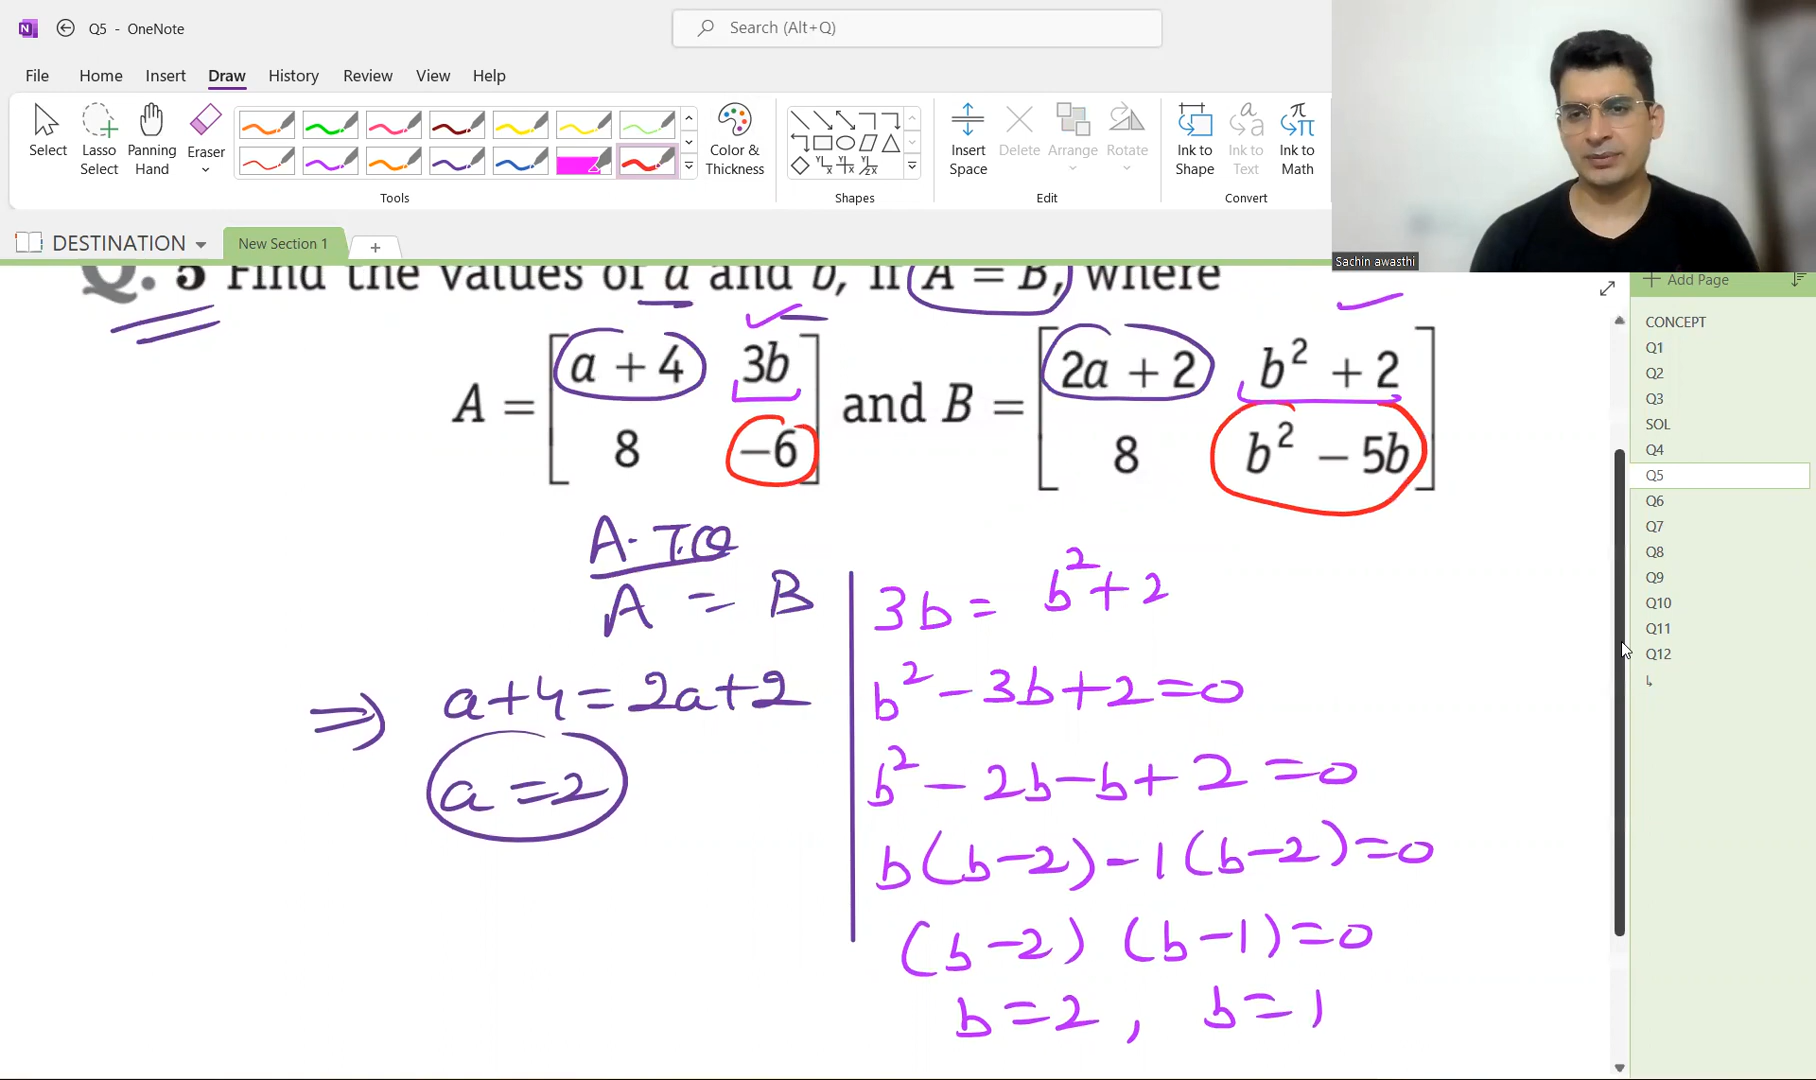 Q5 - OneNote
Search (Alt+Q)
File Home Insert Draw History Review View Help
Select
Lasso Select
Panning Hand
Eraser
Color & Thickness
Insert Space
Delete
Arrange
Rotate
Ink to Shape
Ink to Text
Ink to Math
Tools
Shapes
Edit
Convert
Sachin awasthi
DESTINATION
New Section 1
+
Add Page
CONCEPT
Q1
Q2
Q3
SOL
Q4
Q5
Q6
Q7
Q8
Q9
Q10
Q11
Q12
Q. 5 Find the values of a and b, if A = B, where
A = [a + 4 3b
8 −6] and B = [2a + 2 b² + 2
8 b² − 5b]
A. T.Q
A = B
⇒ a+4=2a+2
a=2
3b = b²+2
b²-3b+2=0
b²-2b-b+2=0
b(b-2)-1(b-2)=0
(b-2) (b-1)=0
b=2, b=1